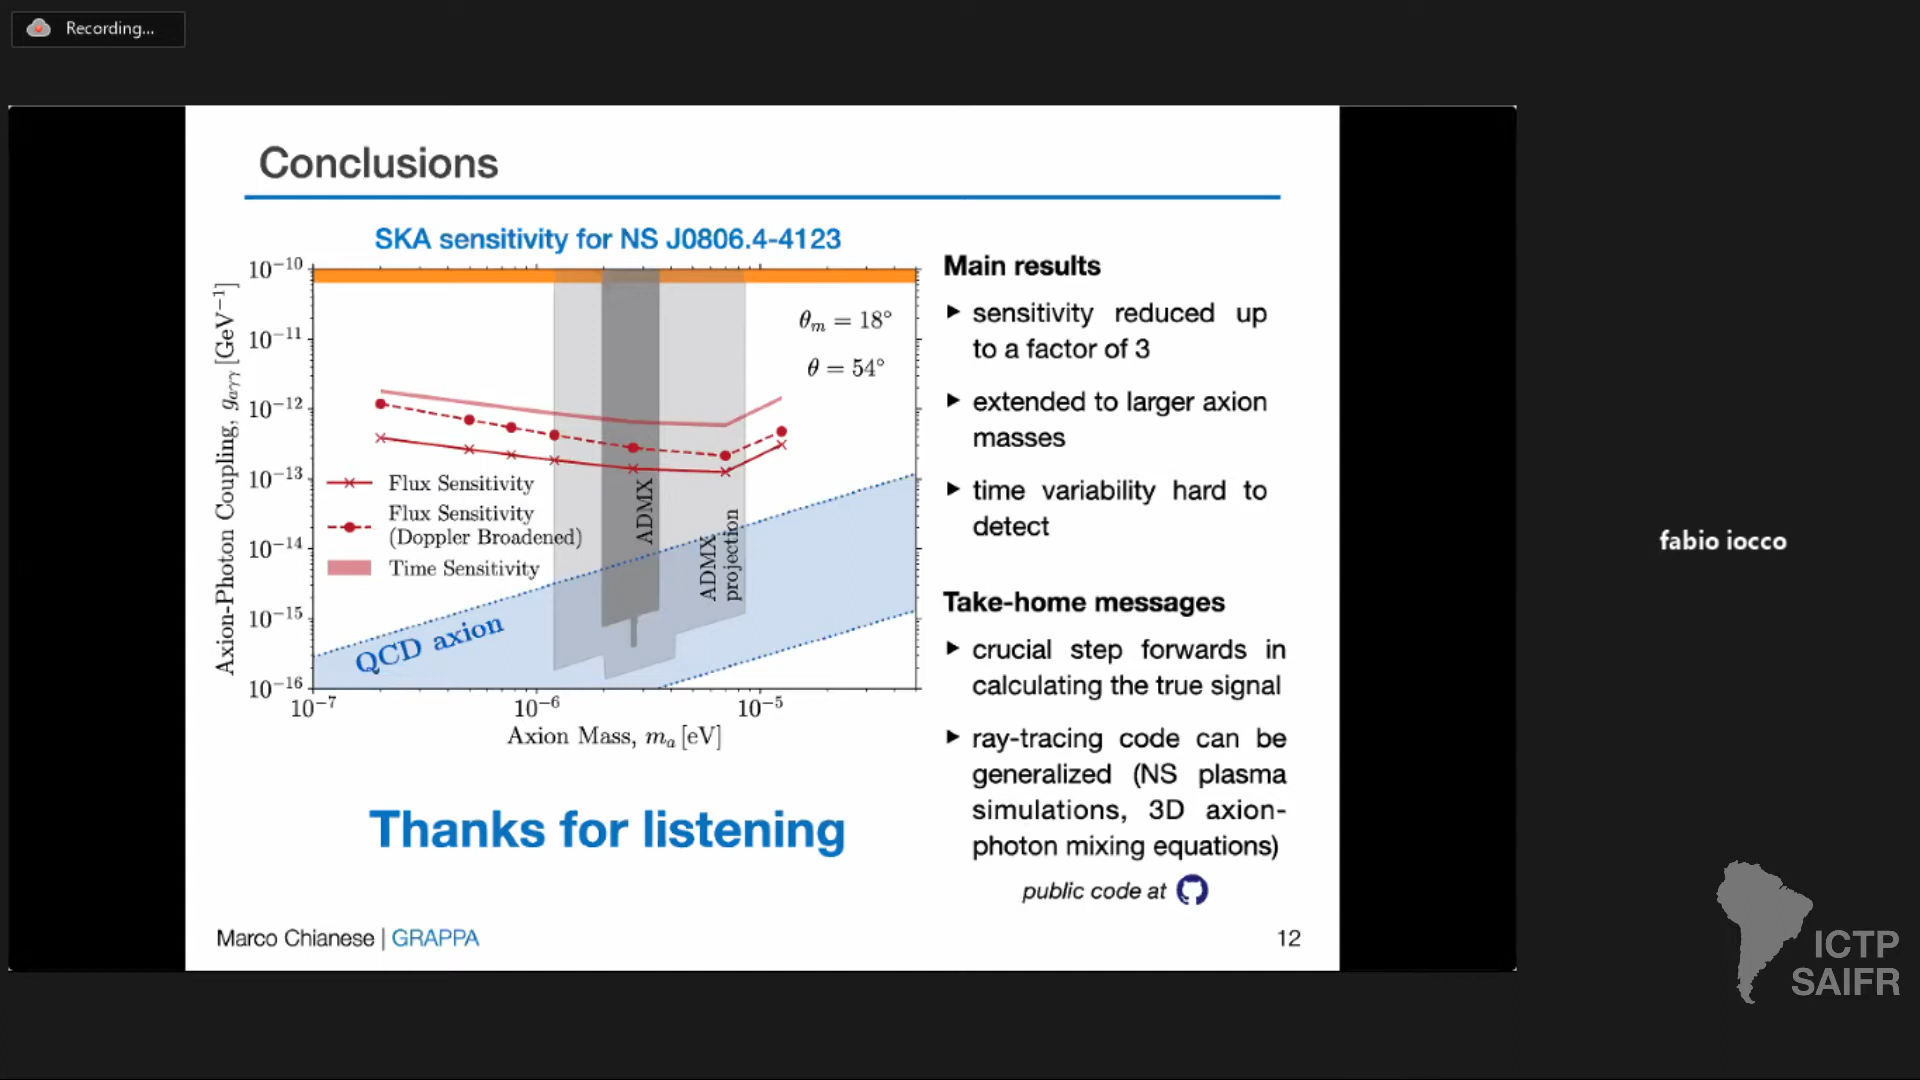 Recording...
Conclusions
SKA sensitivity for NS J0806.4-4123
Axion-Photon Coupling, g_{aγγ} [GeV⁻¹]
10⁻¹⁰
10⁻¹¹
10⁻¹²
10⁻¹³
10⁻¹⁴
10⁻¹⁵
10⁻¹⁶
θₘ = 18°
θ = 54°
Flux Sensitivity
Flux Sensitivity
(Doppler Broadened)
Time Sensitivity
ADMX
ADMX
projection
QCD axion
10⁻⁷
10⁻⁶
10⁻⁵
Axion Mass, mₐ [eV]
Thanks for listening
Main results
▶ sensitivity reduced up
to a factor of 3
▶ extended to larger axion
masses
▶ time variability hard to
detect
Take-home messages
▶ crucial step forwards in
calculating the true signal
▶ ray-tracing code can be
generalized (NS plasma
simulations, 3D axion-
photon mixing equations)
public code at
Marco Chianese | GRAPPA
12
fabio iocco
ICTP
SAIFR